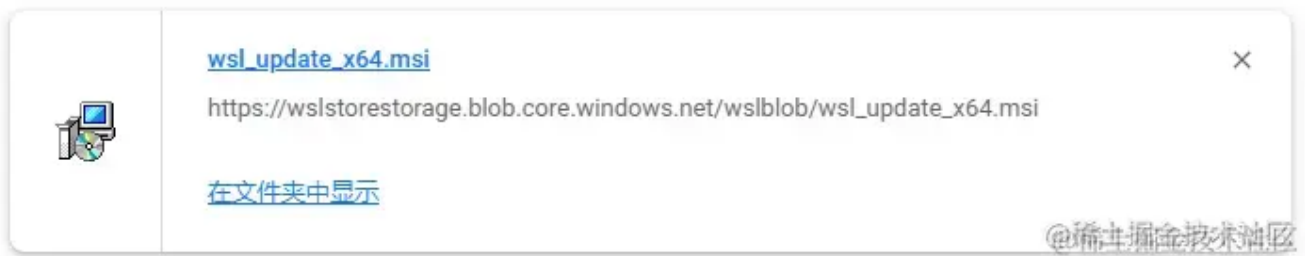 wsl_update_x64.msi
https://wslstorestorage.blob.core.windows.net/wslblob/wsl_update_x64.msi
在文件夹中显示
@稀土掘金技术社区